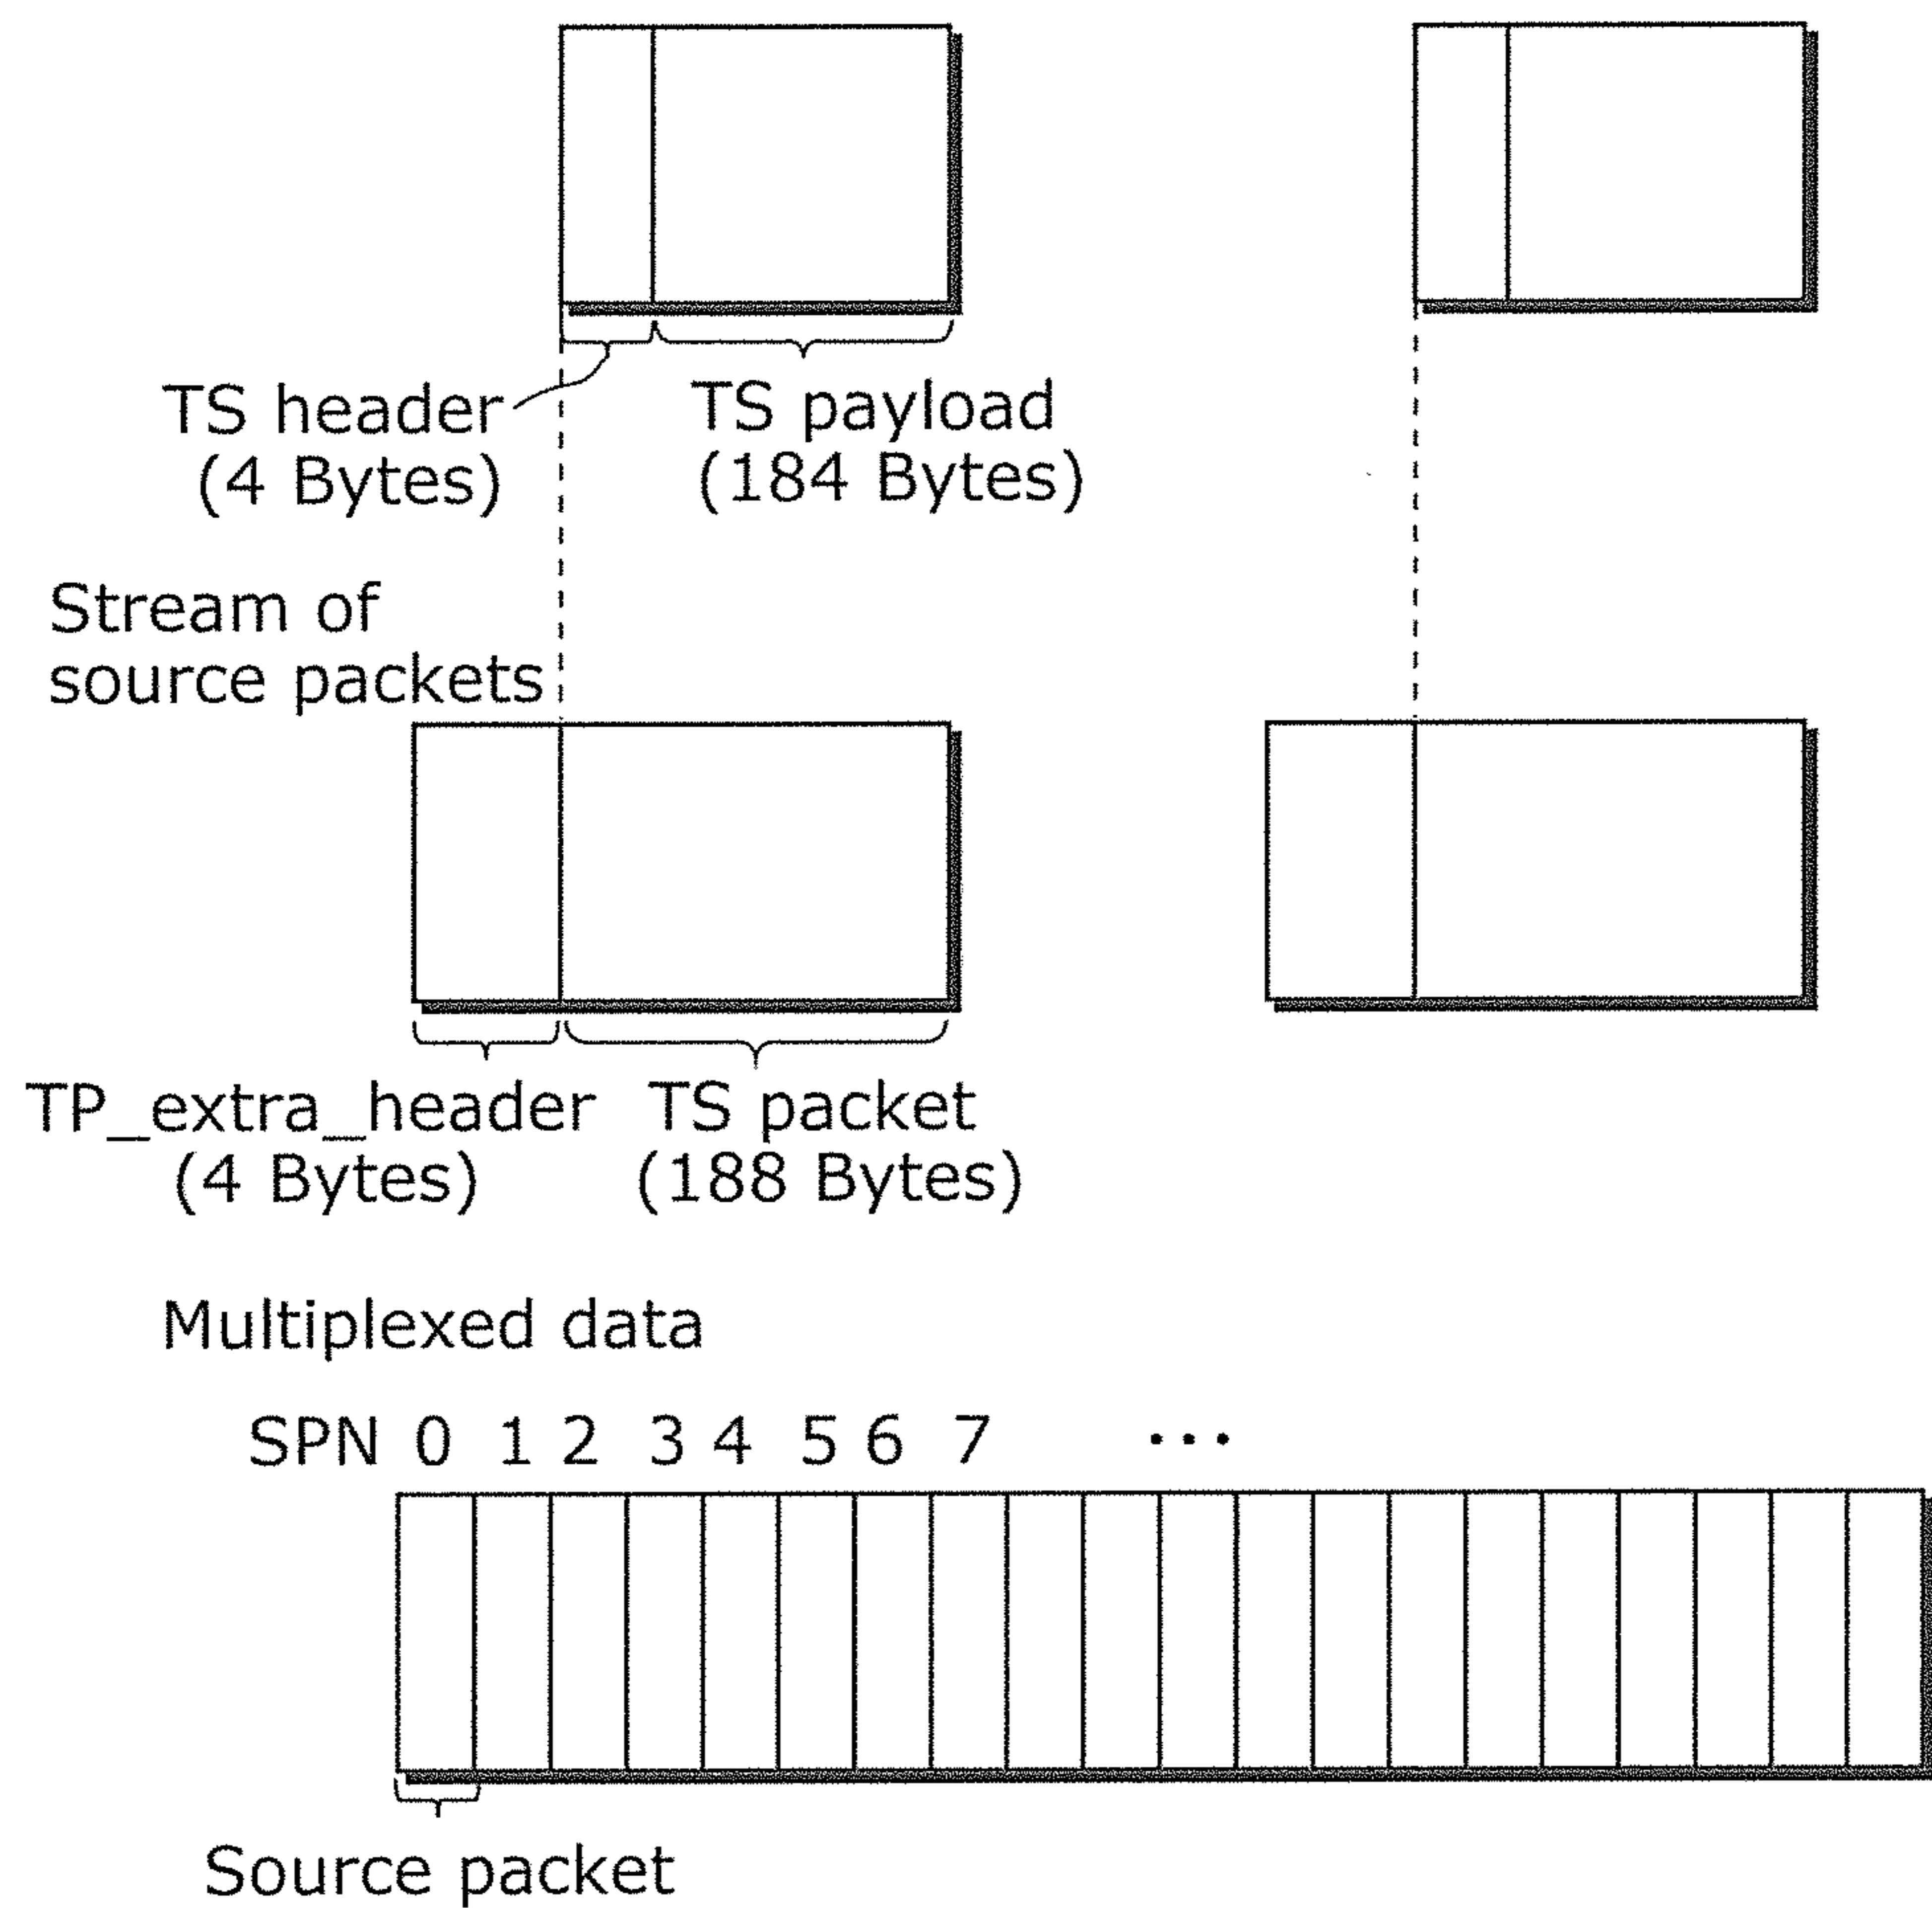 TS header TS payload
(4 Bytes) (184 Bytes)
Stream of
source packets
TP_extra_header TS packet
(4 Bytes) (188 Bytes)
Multiplexed data
SPN 0 1 2 3 4 5 6 7 ...
Source packet